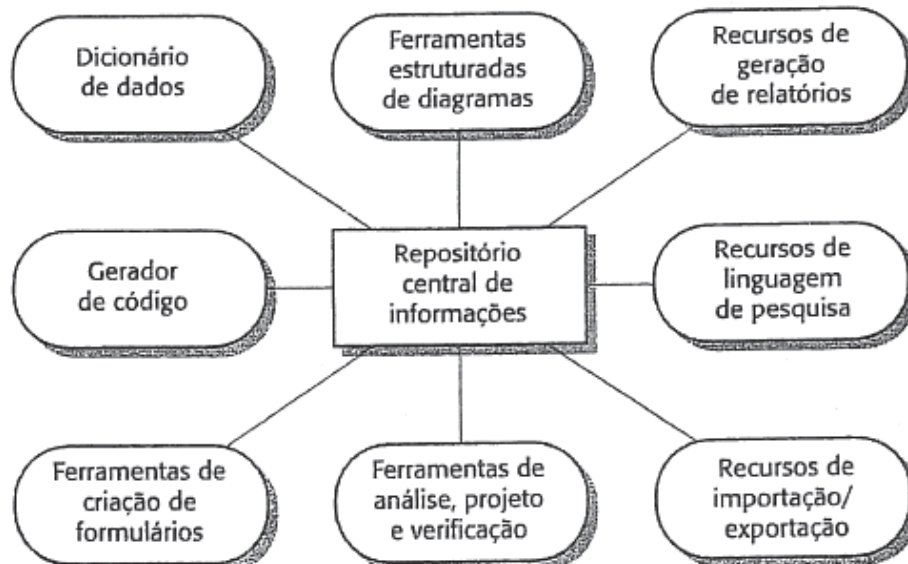 Dicionário
de dados
Ferramentas
estruturadas
de diagramas
Recursos de
geração
de relatórios
Gerador
de código
Repositório
central de
informações
Recursos de
linguagem
de pesquisa
Ferramentas de
criação de
formulários
Ferramentas de
análise, projeto
e verificação
Recursos de
importação/
exportação